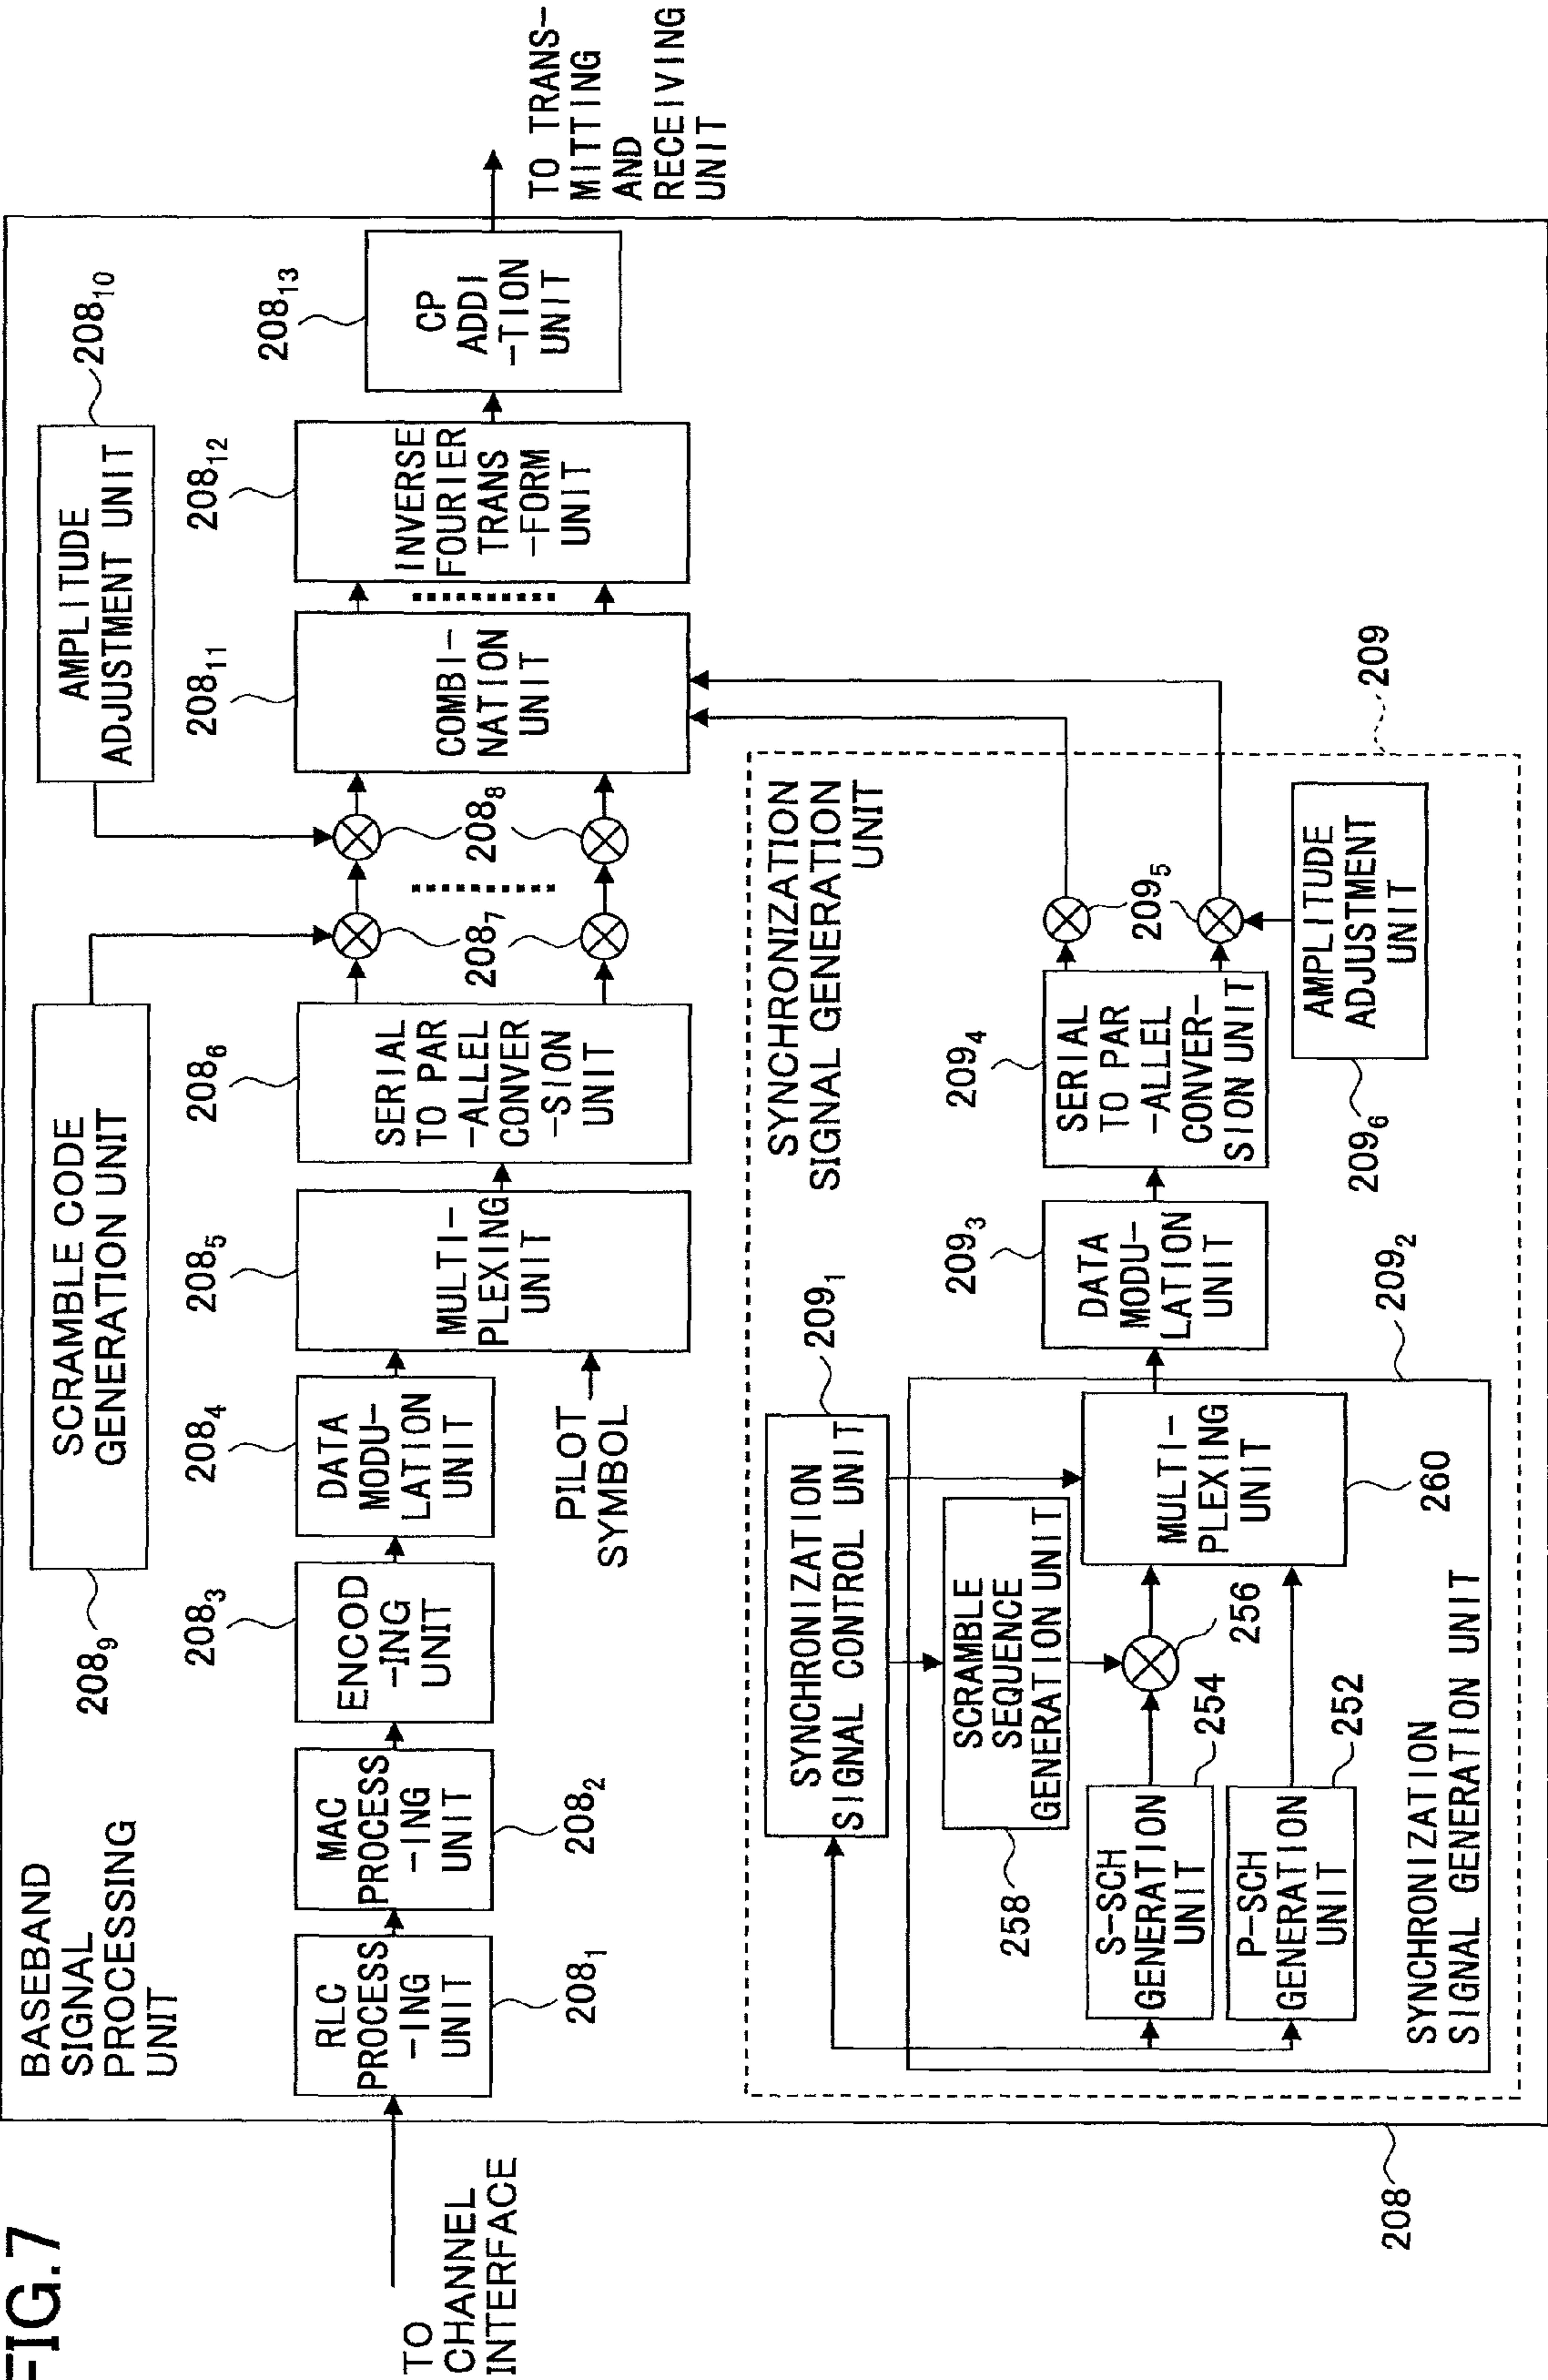 FIG.7
BASEBAND
SIGNAL
PROCESSING
UNIT
SCRAMBLE CODE
GENERATION UNIT
208₉
AMPLITUDE
ADJUSTMENT UNIT
208₁₀
TO
CHANNEL
INTERFACE
RLC
PROCESS
-ING
UNIT
208₁
MAC
PROCESS
-ING
UNIT
208₂
ENCOD
-ING
UNIT
208₃
DATA
MODU-
LATION
UNIT
208₄
PILOT
SYMBOL
MULTI-
PLEXING
UNIT
208₅
SERIAL
TO PAR
-ALLEL
CONVER
-SION
UNIT
208₆
208₇
208₈
COMBI-
NATION
UNIT
208₁₁
INVERSE
FOURIER
TRANS
-FORM
UNIT
208₁₂
CP
ADDI
-TION
UNIT
208₁₃
TO TRANS-
MITTING
AND
RECEIVING
UNIT
SYNCHRONIZATION
SIGNAL GENERATION
UNIT
209
SYNCHRONIZATION
SIGNAL CONTROL UNIT
209₁
SCRAMBLE
SEQUENCE
GENERATION UNIT
258
S-SCH
GENERATION
UNIT
254
P-SCH
GENERATION
UNIT
252
256
MULTI-
PLEXING
UNIT
260
SYNCHRONIZATION
SIGNAL GENERATION UNIT
209₂
DATA
MODU-
LATION
UNIT
209₃
SERIAL
TO PAR
-ALLEL
CONVER-
SION UNIT
209₄
209₅
AMPLITUDE
ADJUSTMENT
UNIT
209₆
208